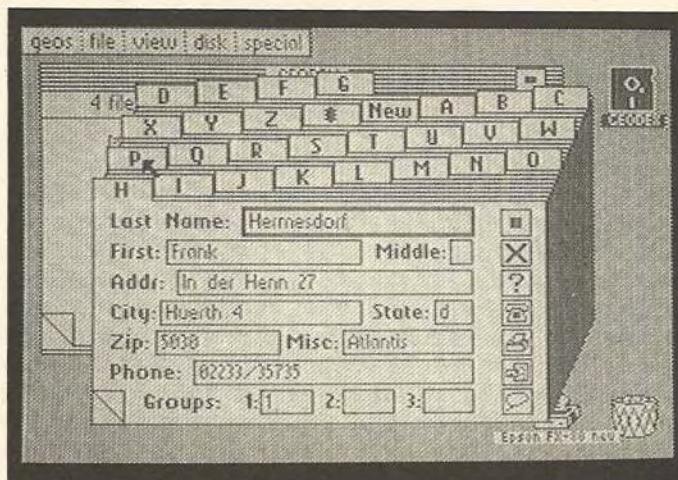 geos file view disk special
4 file
D E F G
X Y Z * New A B C
P Q R S T U V W
H I J K L M N O
GEODEX
Last Name: Hermesdorf
First: Frank Middle:
Addr: In der Henn 27
City: Huerth 4 State: d
Zip: 5030 Misc: Atlantis
Phone: 02233/35735
Groups: 1: 1 2: 3:
Epson